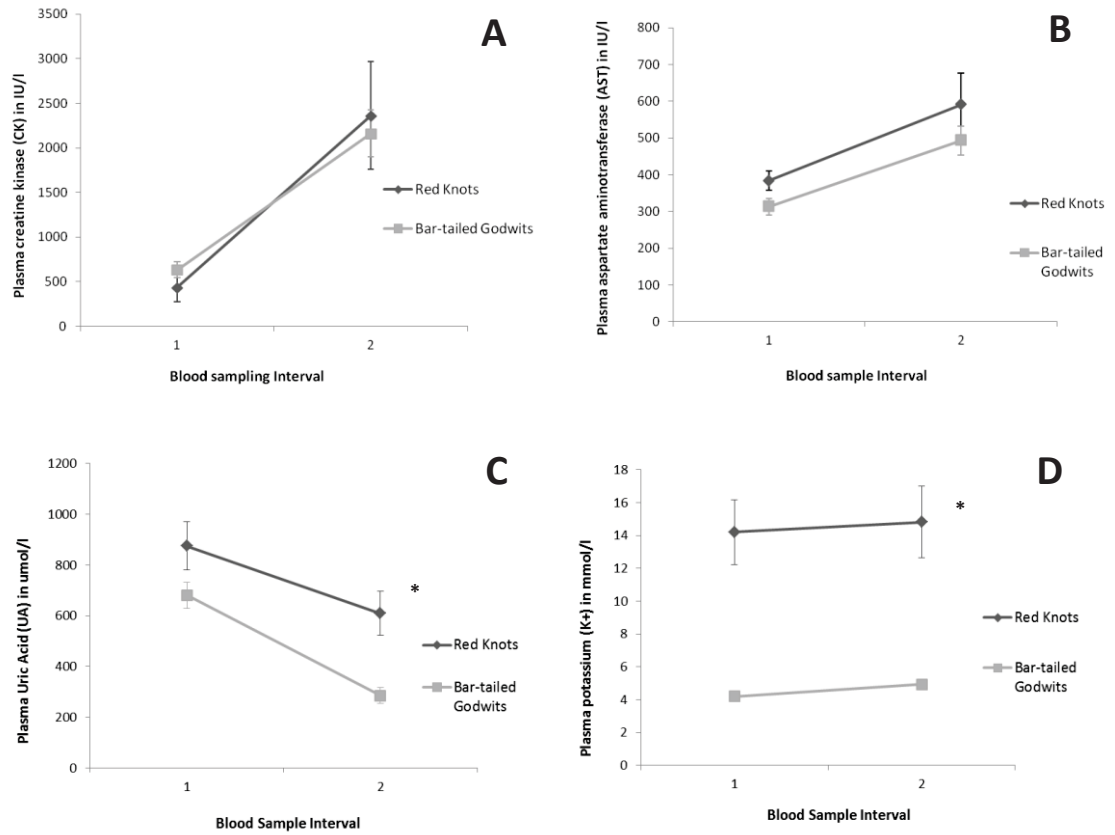 A
Plasma creatine kinase (CK) in IU/l
3500
3000
2500
2000
1500
1000
500
0
1
2
Blood sampling Interval
Red Knots
Bar-tailed Godwits
B
Plasma aspartate aminotransferase (AST) in IU/l
800
700
600
500
400
300
200
100
0
1
2
Blood sample Interval
Red Knots
Bar-tailed
Godwits
C
Plasma Uric Acid (UA) in umol/l
1200
1000
800
600
400
200
0
1
2
Blood Sample Interval
*
Red Knots
Bar-tailed
Godwits
D
Plasma potassium (K+) in mmol/l
18
16
14
12
10
8
6
4
2
0
1
2
Blood Sample Interval
*
Red Knots
Bar-tailed
Godwits